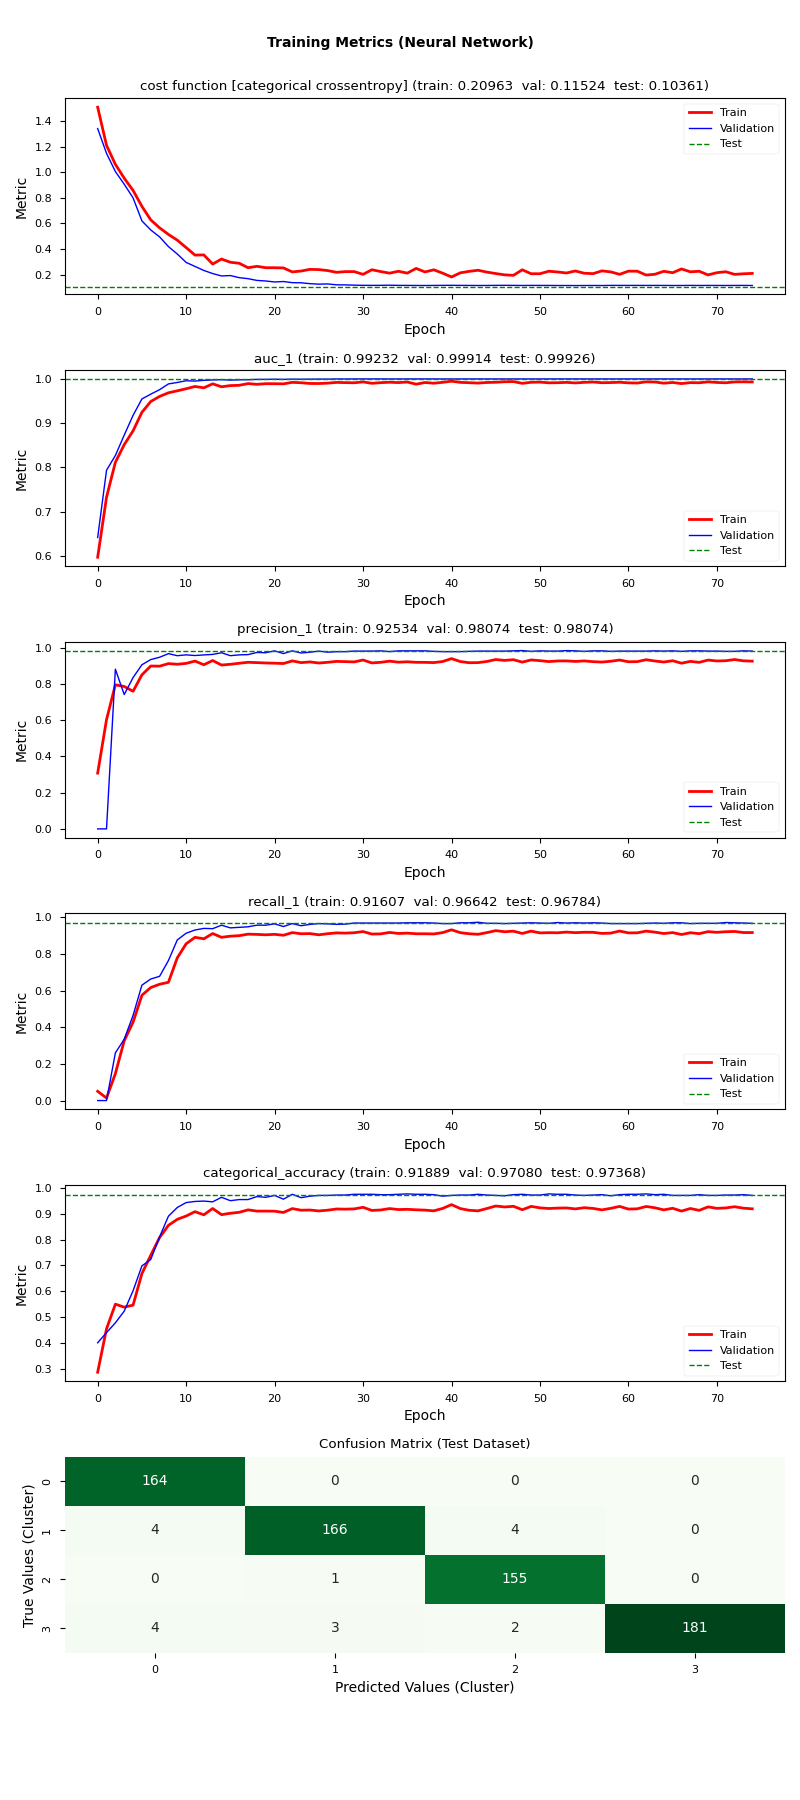 Training Metrics (Neural Network)
cost function [categorical crossentropy] (train: 0.20963  val: 0.11524  test: 0.10361)
Metric
1.4
1.2
1.0
0.8
0.6
0.4
0.2
Train
Validation
Test
0 10 20 30 40 50 60 70
Epoch
auc_1 (train: 0.99232  val: 0.99914  test: 0.99926)
Metric
1.0
0.9
0.8
0.7
0.6
Train
Validation
Test
0 10 20 30 40 50 60 70
Epoch
precision_1 (train: 0.92534  val: 0.98074  test: 0.98074)
Metric
1.0
0.8
0.6
0.4
0.2
0.0
Train
Validation
Test
0 10 20 30 40 50 60 70
Epoch
recall_1 (train: 0.91607  val: 0.96642  test: 0.96784)
Metric
1.0
0.8
0.6
0.4
0.2
0.0
Train
Validation
Test
0 10 20 30 40 50 60 70
Epoch
categorical_accuracy (train: 0.91889  val: 0.97080  test: 0.97368)
Metric
1.0
0.9
0.8
0.7
0.6
0.5
0.4
0.3
Train
Validation
Test
0 10 20 30 40 50 60 70
Epoch
Confusion Matrix (Test Dataset)
True Values (Cluster)
0 164 0 0 0
1 4 166 4 0
2 0 1 155 0
3 4 3 2 181
0 1 2 3
Predicted Values (Cluster)